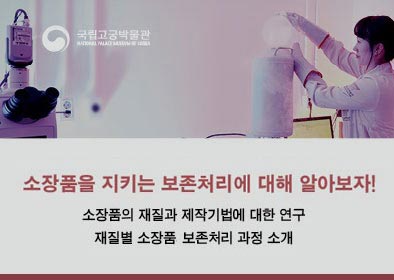 국립고궁박물관
NATIONAL PALACE MUSEUM OF KOREA
소장품을 지키는 보존처리에 대해 알아보자!
소장품의 재질과 제작기법에 대한 연구
재질별 소장품 보존처리 과정 소개